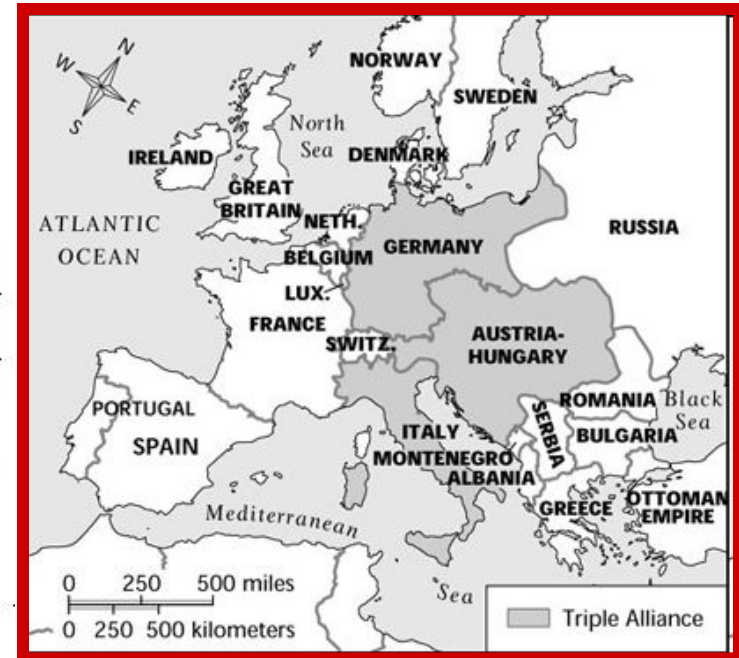 N
W
E
S
NORWAY
SWEDEN
North
Sea
IRELAND
DENMARK
GREAT
BRITAIN
NETH.
ATLANTIC
OCEAN
RUSSIA
GERMANY
BELGIUM
LUX.
FRANCE
SWITZ.
AUSTRIA-
HUNGARY
ROMANIA
Black
Sea
PORTUGAL
SPAIN
ITALY
SERBIA
BULGARIA
MONTENEGRO
ALBANIA
GREECE
OTTOMAN
EMPIRE
Mediterranean
Sea
0 250 500 miles
0 250 500 kilometers
Triple Alliance